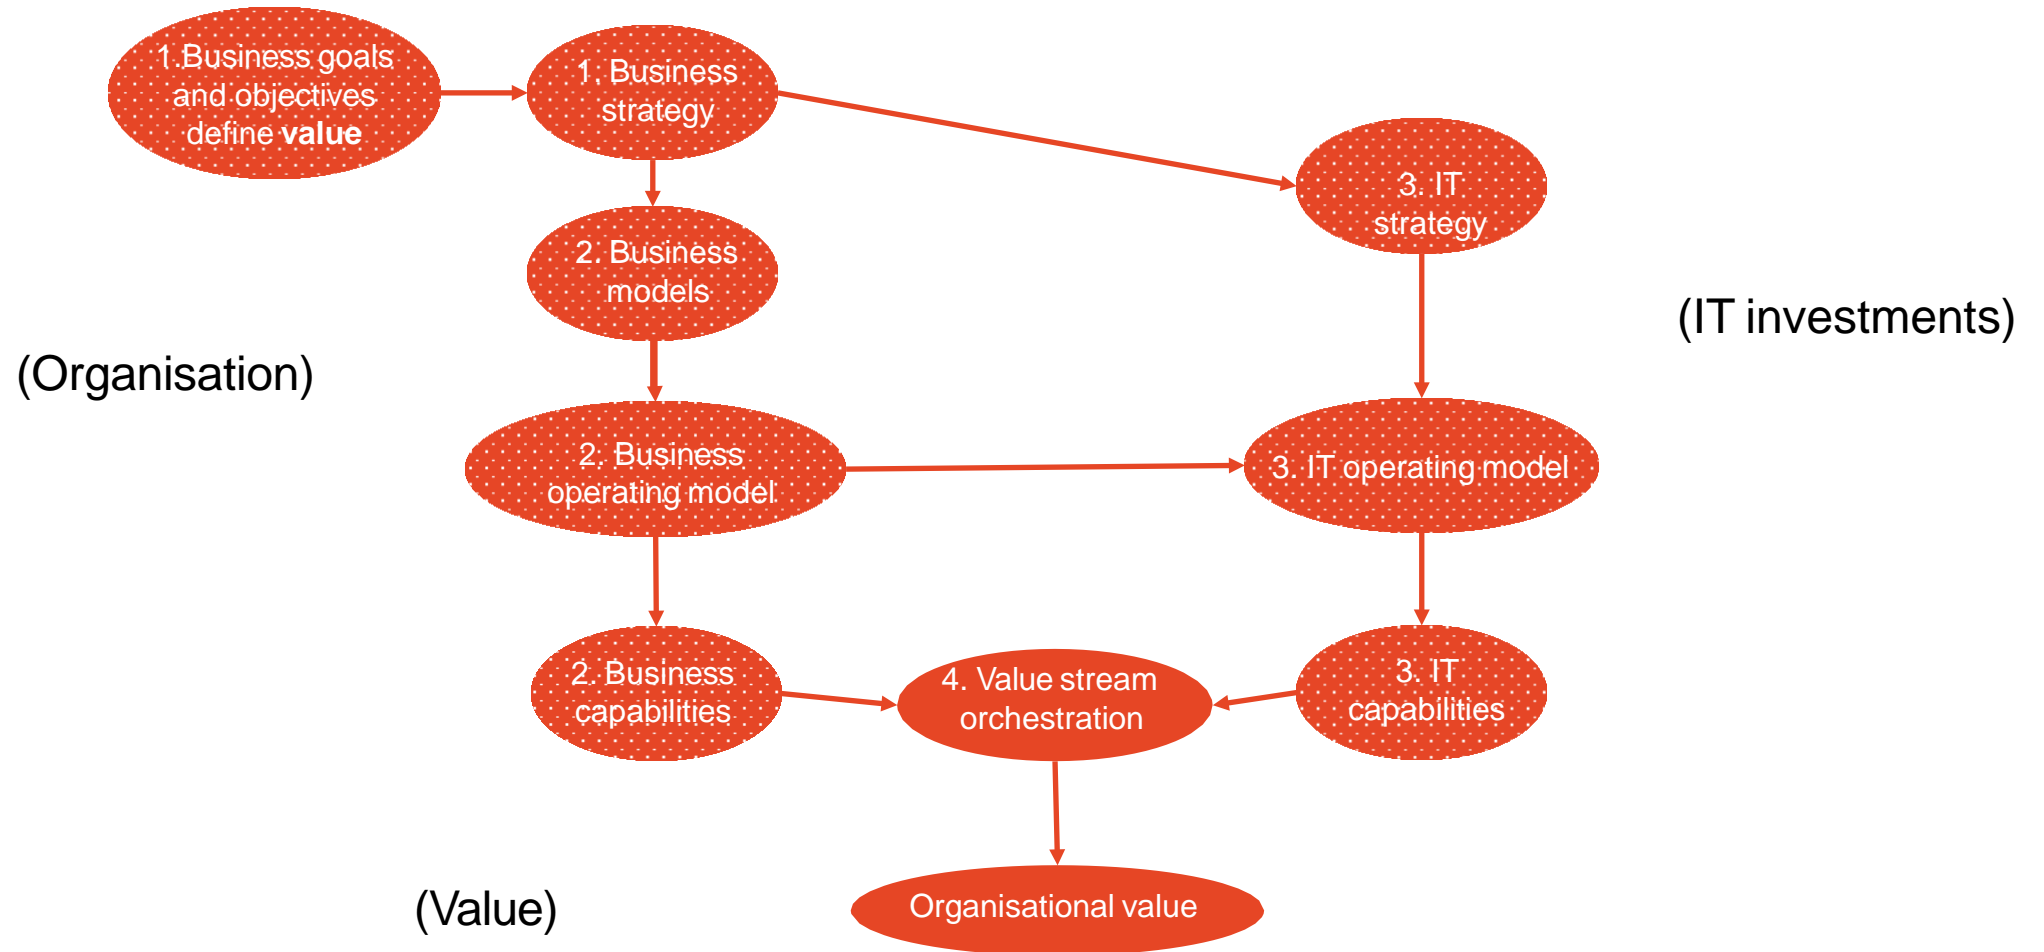 1.Business goals
and objectives
define value
1. Business
strategy
3. IT
strategy
2. Business
models
(IT investments)
(Organisation)
2. Business
operating model
3. IT operating model
2. Business
capabilities
4. Value stream
orchestration
3. IT
capabilities
(Value)
Organisational value